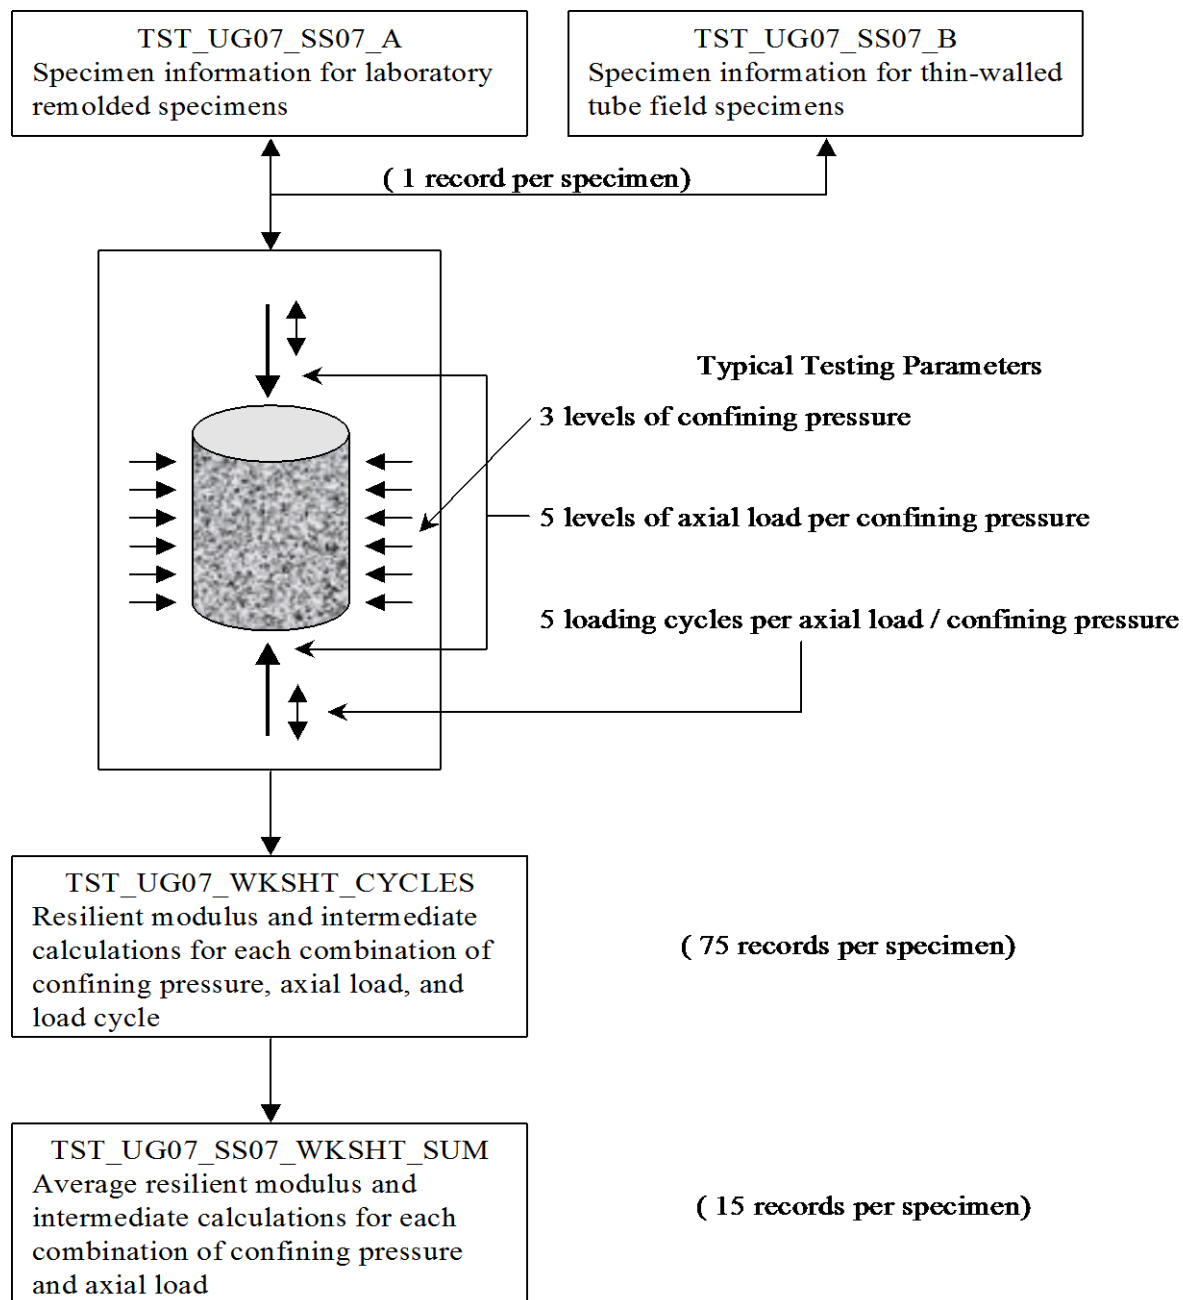 TST_UG07_SS07_A
Specimen information for laboratory
remolded specimens
TST_UG07_SS07_B
Specimen information for thin-walled
tube field specimens
( 1 record per specimen)
Typical Testing Parameters
3 levels of confining pressure
5 levels of axial load per confining pressure
5 loading cycles per axial load / confining pressure
TST_UG07_WKSHT_CYCLES
Resilient modulus and intermediate
calculations for each combination of
confining pressure, axial load, and
load cycle
( 75 records per specimen)
TST_UG07_SS07_WKSHT_SUM
Average resilient modulus and
intermediate calculations for each
combination of confining pressure
and axial load
( 15 records per specimen)